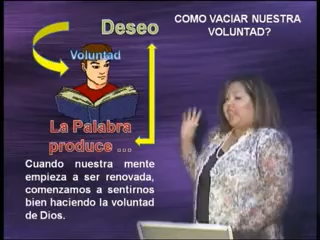 Deseo
COMO VACIAR NUESTRA
VOLUNTAD?
Voluntad
La Palabra
produce ...
Cuando nuestra mente
empieza a ser renovada,
comenzamos a sentirnos
bien haciendo la voluntad
de Dios.